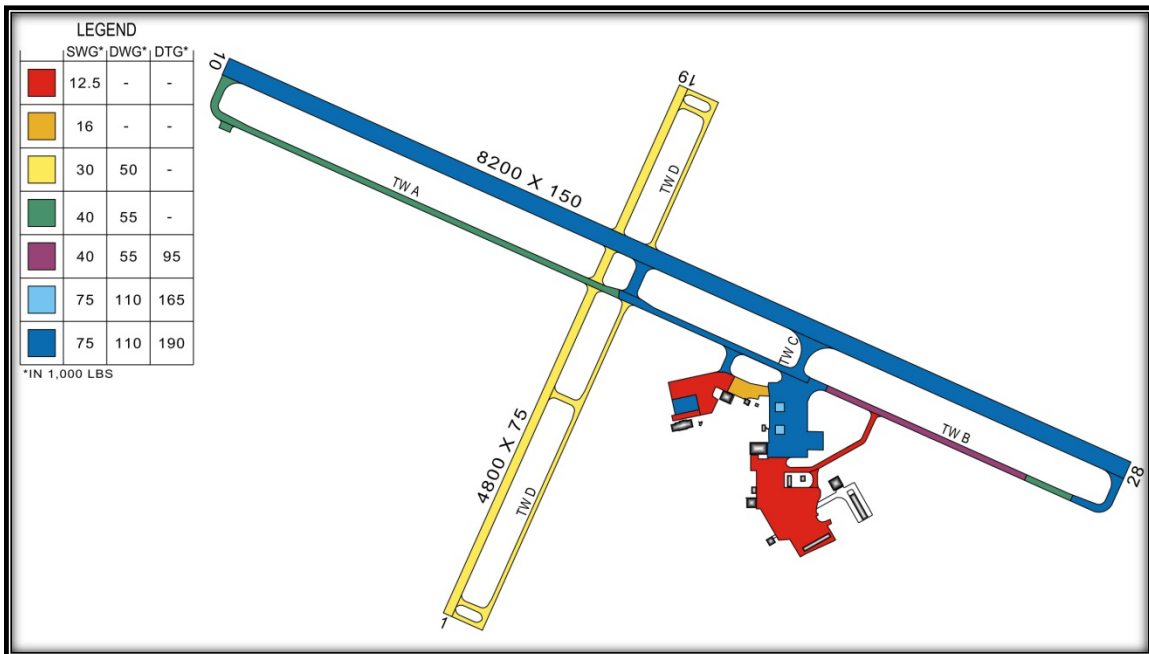 LEGEND
SWG* DWG* DTG*
12.5 - -
16 - -
30 50 -
40 55 -
40 55 95
75 110 165
75 110 190
*IN 1,000 LBS
10
19
8200 X 150
TW D
TW A
TW C
4800 X 75
TW B
28
TW D
1